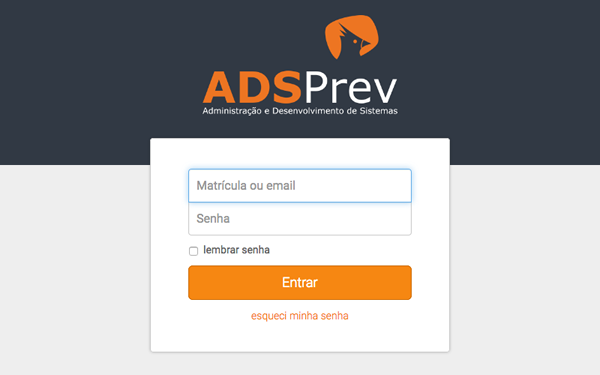 ADSPrev
Administração e Desenvolvimento de Sistemas
Matrícula ou email
Senha
lembrar senha
Entrar
esqueci minha senha